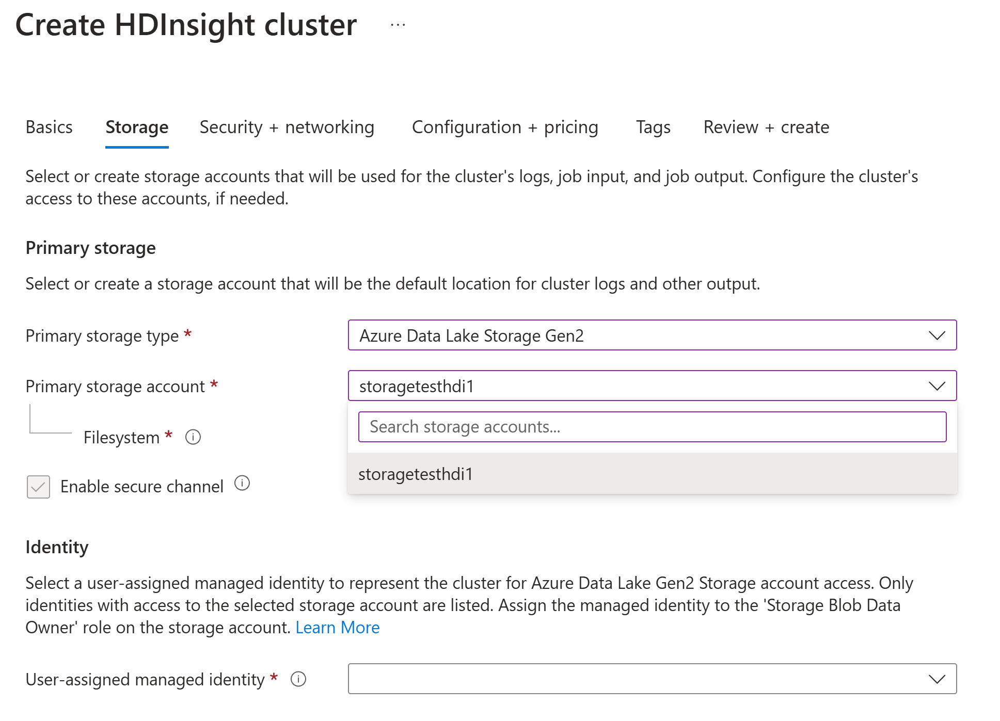 Create HDInsight cluster ...
Basics Storage Security + networking Configuration + pricing Tags Review + create
Select or create storage accounts that will be used for the cluster's logs, job input, and job output. Configure the cluster's
access to these accounts, if needed.
Primary storage
Select or create a storage account that will be the default location for cluster logs and other output.
Primary storage type * Azure Data Lake Storage Gen2
Primary storage account * storagetesthdi1
Search storage accounts...
Filesystem *
storagetesthdi1
Enable secure channel
Identity
Select a user-assigned managed identity to represent the cluster for Azure Data Lake Gen2 Storage account access. Only
identities with access to the selected storage account are listed. Assign the managed identity to the 'Storage Blob Data
Owner' role on the storage account. Learn More
User-assigned managed identity *